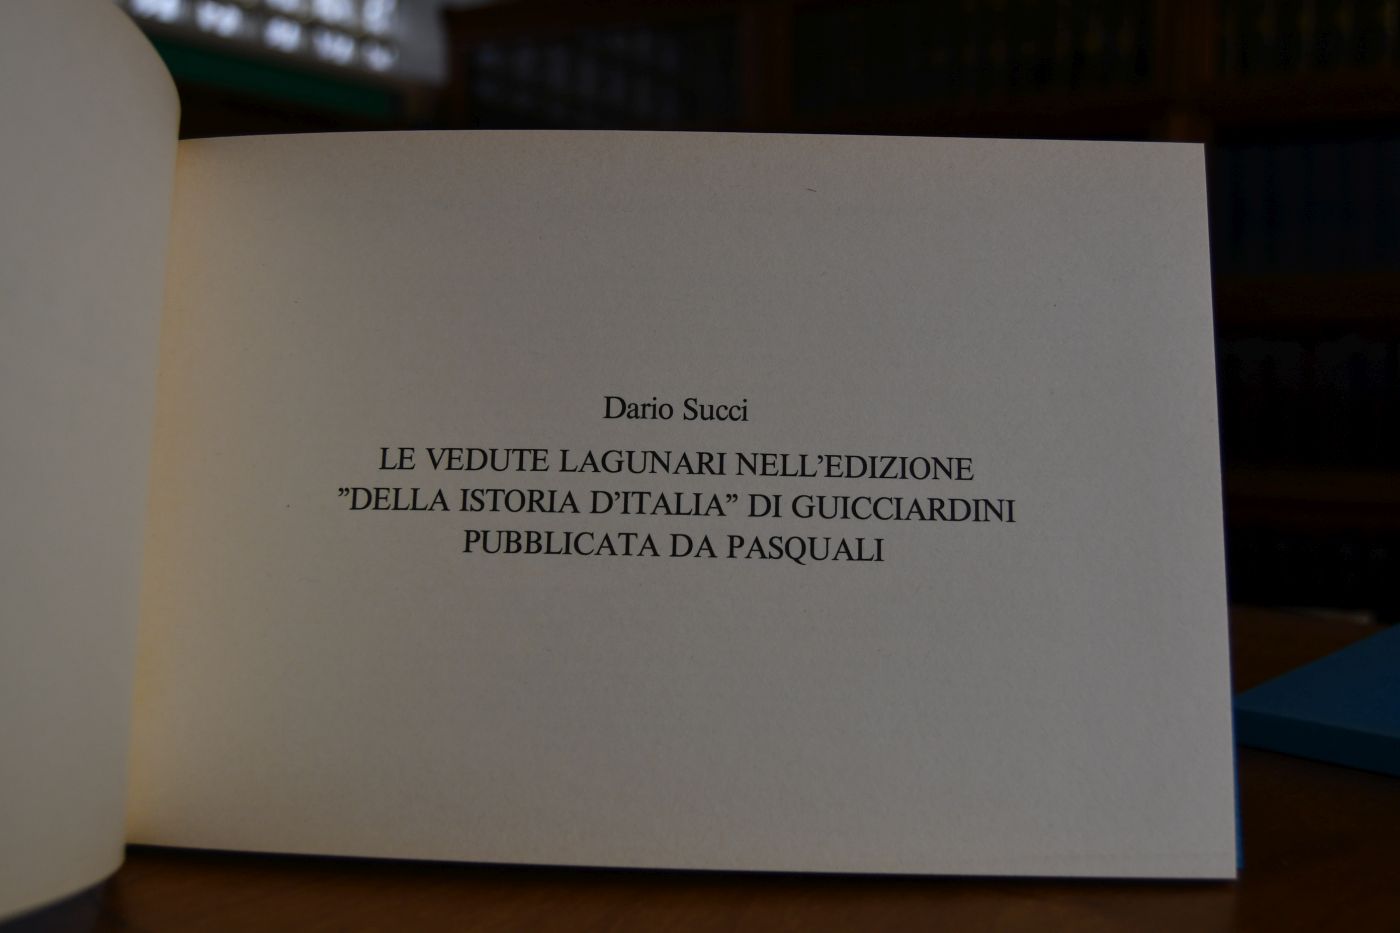 Dario Succi
LE VEDUTE LAGUNARI NELL’EDIZIONE
”DELLA ISTORIA D’ITALIA” DI GUICCIARDINI
PUBBLICATA DA PASQUALI